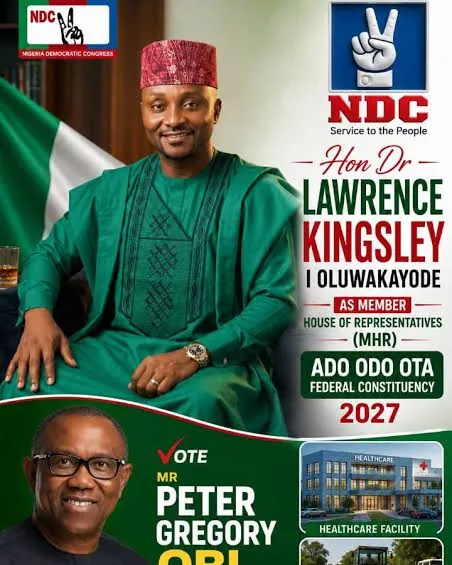 NDC
NIGERIA DEMOCRATIC CONGRESS
NDC
Service to the People
Hon Dr
LAWRENCE
KINGSLEY
I OLUWAKAYODE
AS MEMBER
HOUSE OF REPRESENTATIVES
(MHR)
ADO ODO OTA
FEDERAL CONSTITUENCY
2027
VOTE
MR
PETER
GREGORY
OBI
HEALTHCARE
HEALTHCARE FACILITY